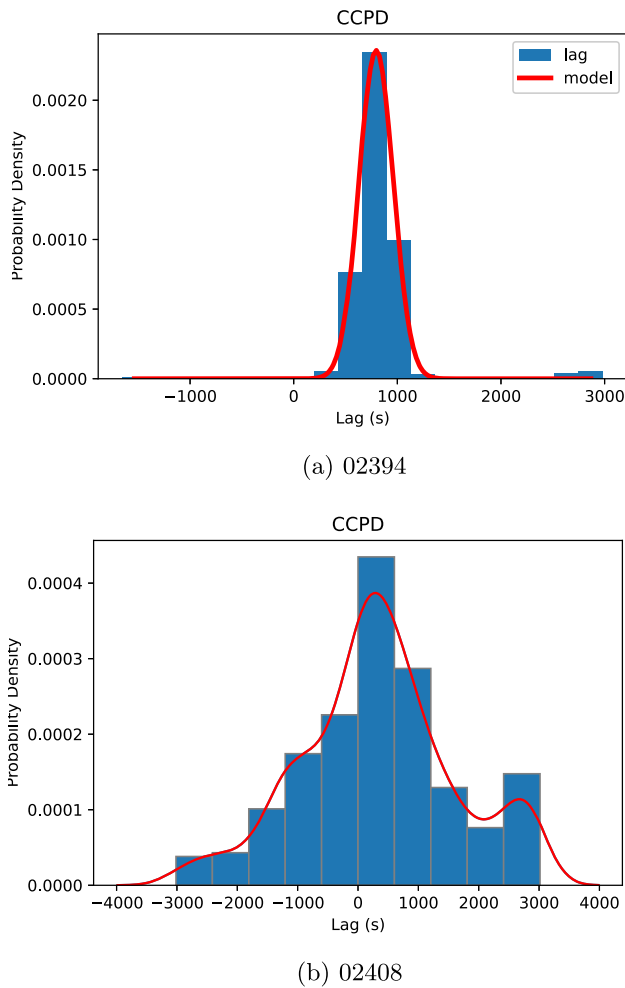 CCPD
Probability Density
0.0020
0.0015
0.0010
0.0005
0.0000
lag
model
−1000 0 1000 2000 3000
Lag (s)
(a) 02394
CCPD
Probability Density
0.0004
0.0003
0.0002
0.0001
0.0000
−4000 −3000 −2000 −1000 0 1000 2000 3000 4000
Lag (s)
(b) 02408